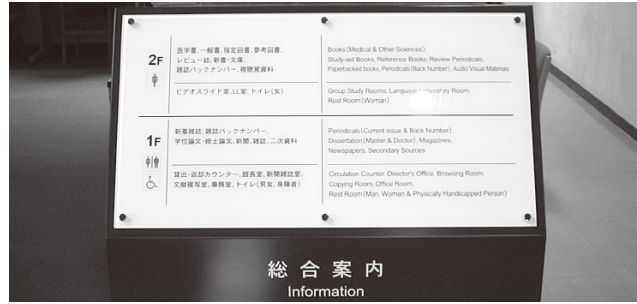 2F
医学書、一般書、指定図書、参考図書、
レビュー誌、新書・文庫、
雑誌バックナンバー、視聴覚資料
Books(Medical & Other Sciences),
Study-aid Books, Reference Books, Review Periodicals,
Paperbacked books, Periodicals(Back Number), Audio Visual Materials
ビデオスライド室、LL室、トイレ(女)
Group Study Rooms, Language Laboratory Room,
Rest Room(Woman)
1F
新着雑誌、雑誌バックナンバー、
学位論文・修士論文、新聞、雑誌、二次資料
Periodicals(Current issue & Back Number),
Dissertation(Master & Doctor), Magazines,
Newspapers, Secondary Sources
貸出・返却カウンター、館長室、新聞雑誌室、
文献複写室、事務室、トイレ(男女、身障者)
Circulation Counter, Director's Office, Browsing Room,
Copying Room, Office Room,
Rest Room(Man, Woman & Physically Handicapped Person)
総合案内
Information